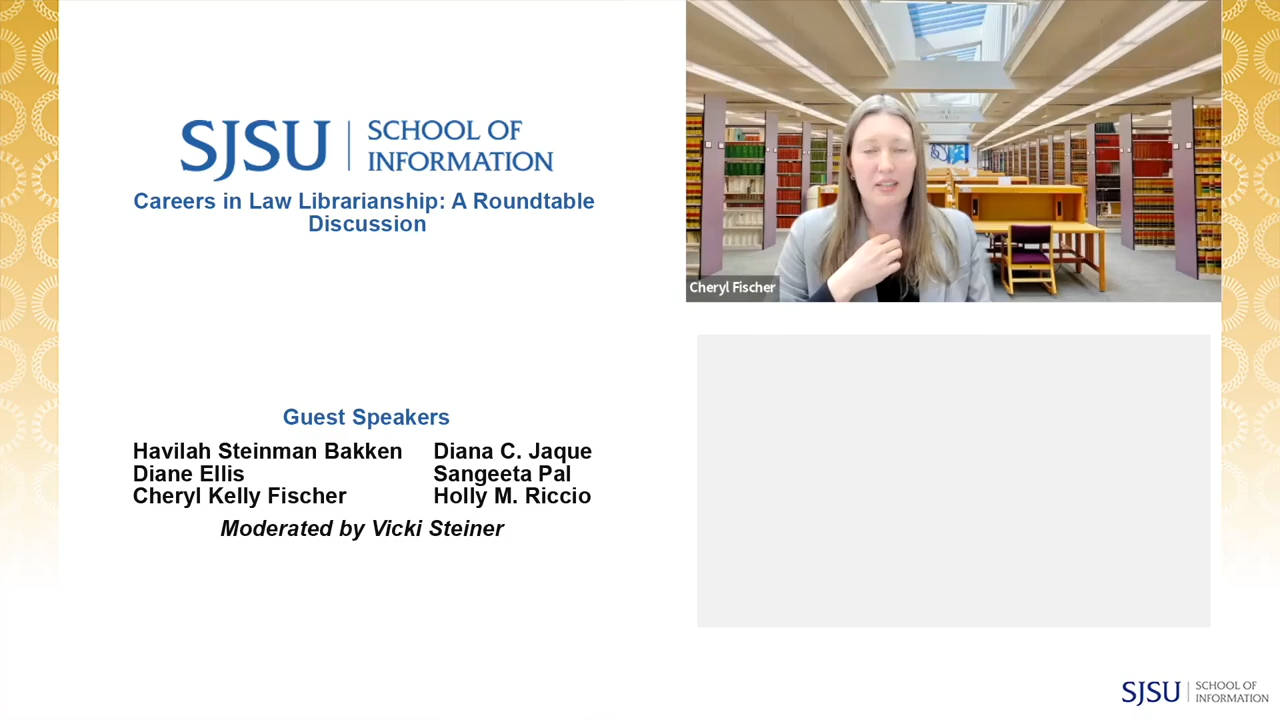 SJSU SCHOOL OF
INFORMATION
Careers in Law Librarianship: A Roundtable
Discussion
Cheryl Fischer
Guest Speakers
Havilah Steinman Bakken
Diane Ellis
Cheryl Kelly Fischer
Diana C. Jaque
Sangeeta Pal
Holly M. Riccio
Moderated by Vicki Steiner
SJSU SCHOOL OF
INFORMATION